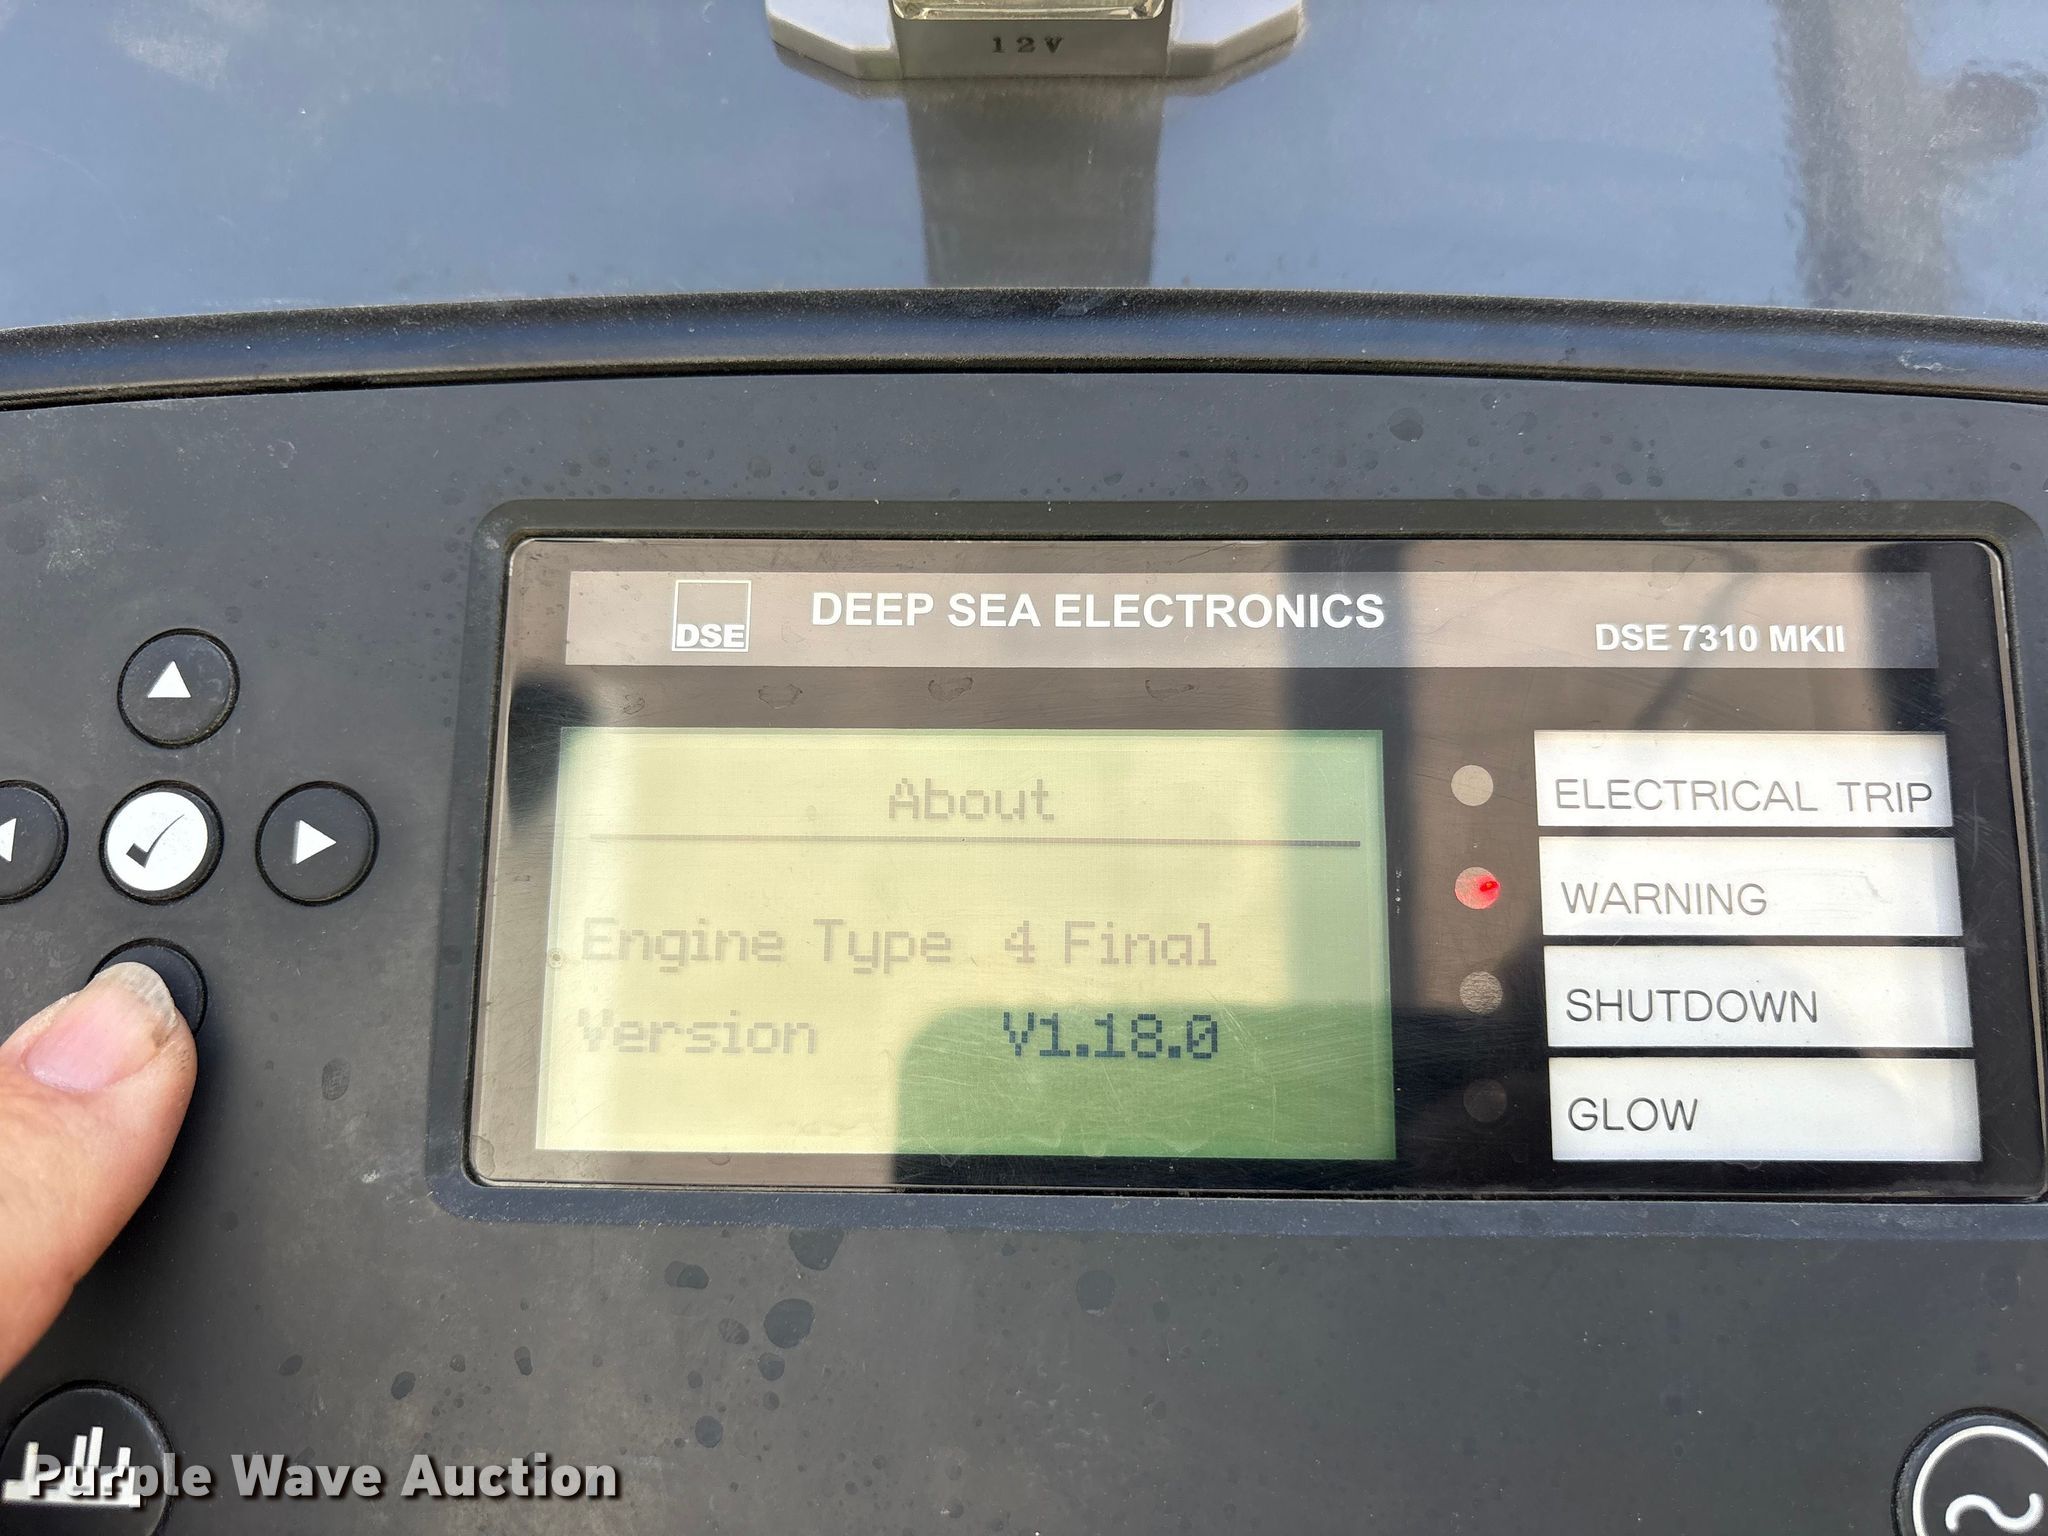 12V
DSE
DEEP SEA ELECTRONICS
DSE 7310 MKII
About
Engine Type 4 Final
Version V1.18.0
ELECTRICAL TRIP
WARNING
SHUTDOWN
GLOW
Purple Wave Auction